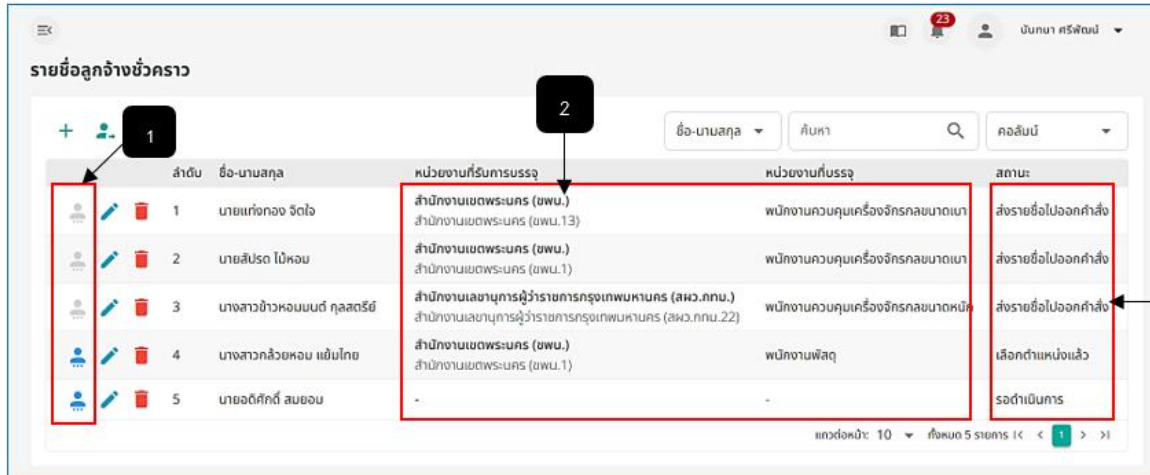 23
นันทนา ศรีพัฒน์
รายชื่อลูกจ้างชั่วคราว
1
2
ชื่อ-นามสกุล
ค้นหา
คอลัมน์
ลำดับ ชื่อ-นามสกุล หน่วยงานที่รับการบรรจุ หน่วยงานที่บรรจุ สถานะ
1 นายแท่งทอง จิตใจ สำนักงานเขตพระนคร (ขพน.) พนักงานควบคุมเครื่องจักรกลขนาดเบา ส่งรายชื่อไปออกคำสั่ง
สำนักงานเขตพระนคร (ขพน.13)
2 นายสัปรด ไม้หอม สำนักงานเขตพระนคร (ขพน.) พนักงานควบคุมเครื่องจักรกลขนาดเบา ส่งรายชื่อไปออกคำสั่ง
สำนักงานเขตพระนคร (ขพน.1)
3 นางสาวข้าวหอมมนต์ กุลสตรีย์ สำนักงานเลขานุการผู้ว่าราชการกรุงเทพมหานคร (สผว.กทม.) พนักงานควบคุมเครื่องจักรกลขนาดหนัก ส่งรายชื่อไปออกคำสั่ง
สำนักงานเลขานุการผู้ว่าราชการกรุงเทพมหานคร (สผว.กทม.22)
4 นางสาวกล้วยหอม แย้มไทย สำนักงานเขตพระนคร (ขพน.) พนักงานพัสดุ เลือกตำแหน่งแล้ว
สำนักงานเขตพระนคร (ขพน.1)
5 นายอดิศักดิ์ สมยอม - - รอดำเนินการ
แถวต่อหน้า: 10 ทั้งหมด 5 รายการ 1